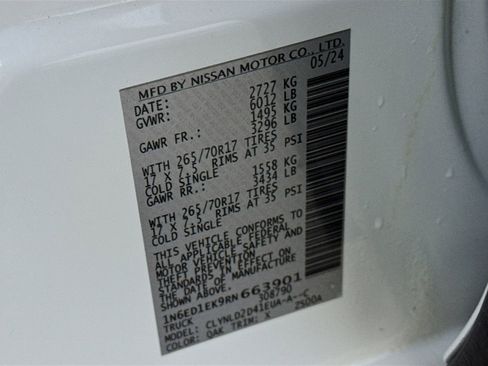 MFD BY NISSAN MOTOR CO., LTD.
DATE: 05/24
GVWR: 2727 KG
6012 LB
GAWR FR.: 1495 KG
3296 LB
WITH 265/70R17 TIRES
17 X 7.5 RIMS AT 35 PSI
COLD SINGLE
GAWR RR.: 1558 KG
3434 LB
WITH 265/70R17 TIRES
17 X 7.5 RIMS AT 35 PSI
COLD SINGLE
THIS VEHICLE CONFORMS TO
ALL APPLICABLE FEDERAL
MOTOR VEHICLE SAFETY AND
THEFT PREVENTION STANDARDS
IN EFFECT ON THE
DATE OF MANUFACTURE
SHOWN ABOVE.
1N6ED1EK9RN663901
TRUCK 308790
MODEL: CLYNLD2D41EUA-A--C
COLOR: QAK TRIM: K 2500A